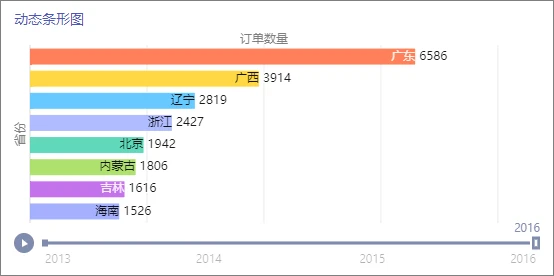 动态条形图
订单数量
省份
广东 6586
广西 3914
辽宁 2819
浙江 2427
北京 1942
内蒙古 1806
吉林 1616
海南 1526
2016
2013 2014 2015 2016